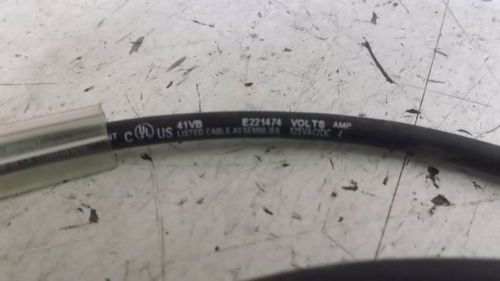 C UL US 41VB E221474 VOLTS AMP
LISTED CABLE ASSEMBLIES 125VAC/DC